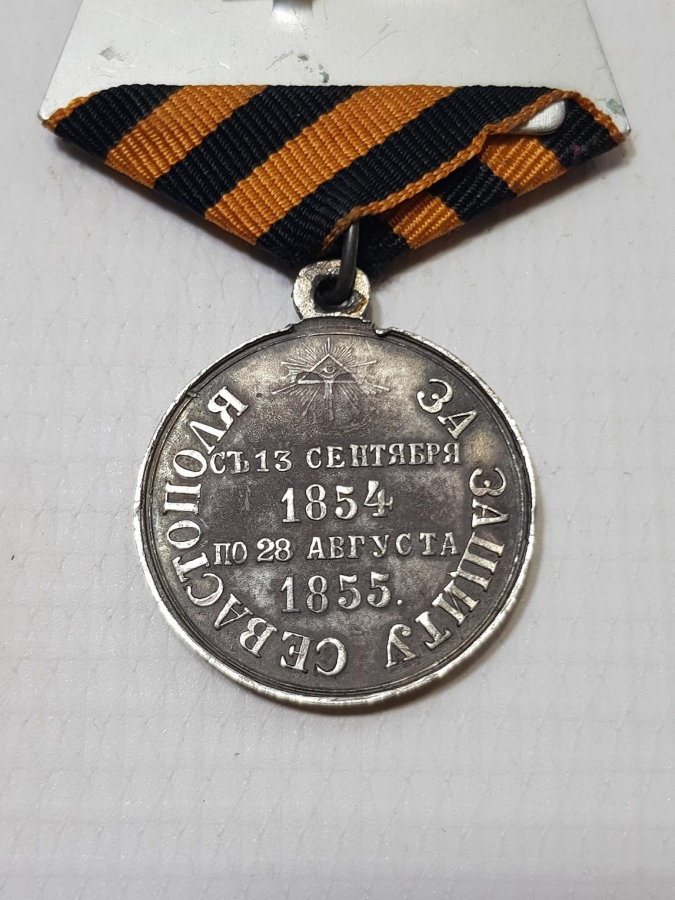 ЗА ЗАЩИТУ СЕВАСТОПОЛЯ
СЪ 13 СЕНТЯБРЯ
1854
ПО 28 АВГУСТА
1855.